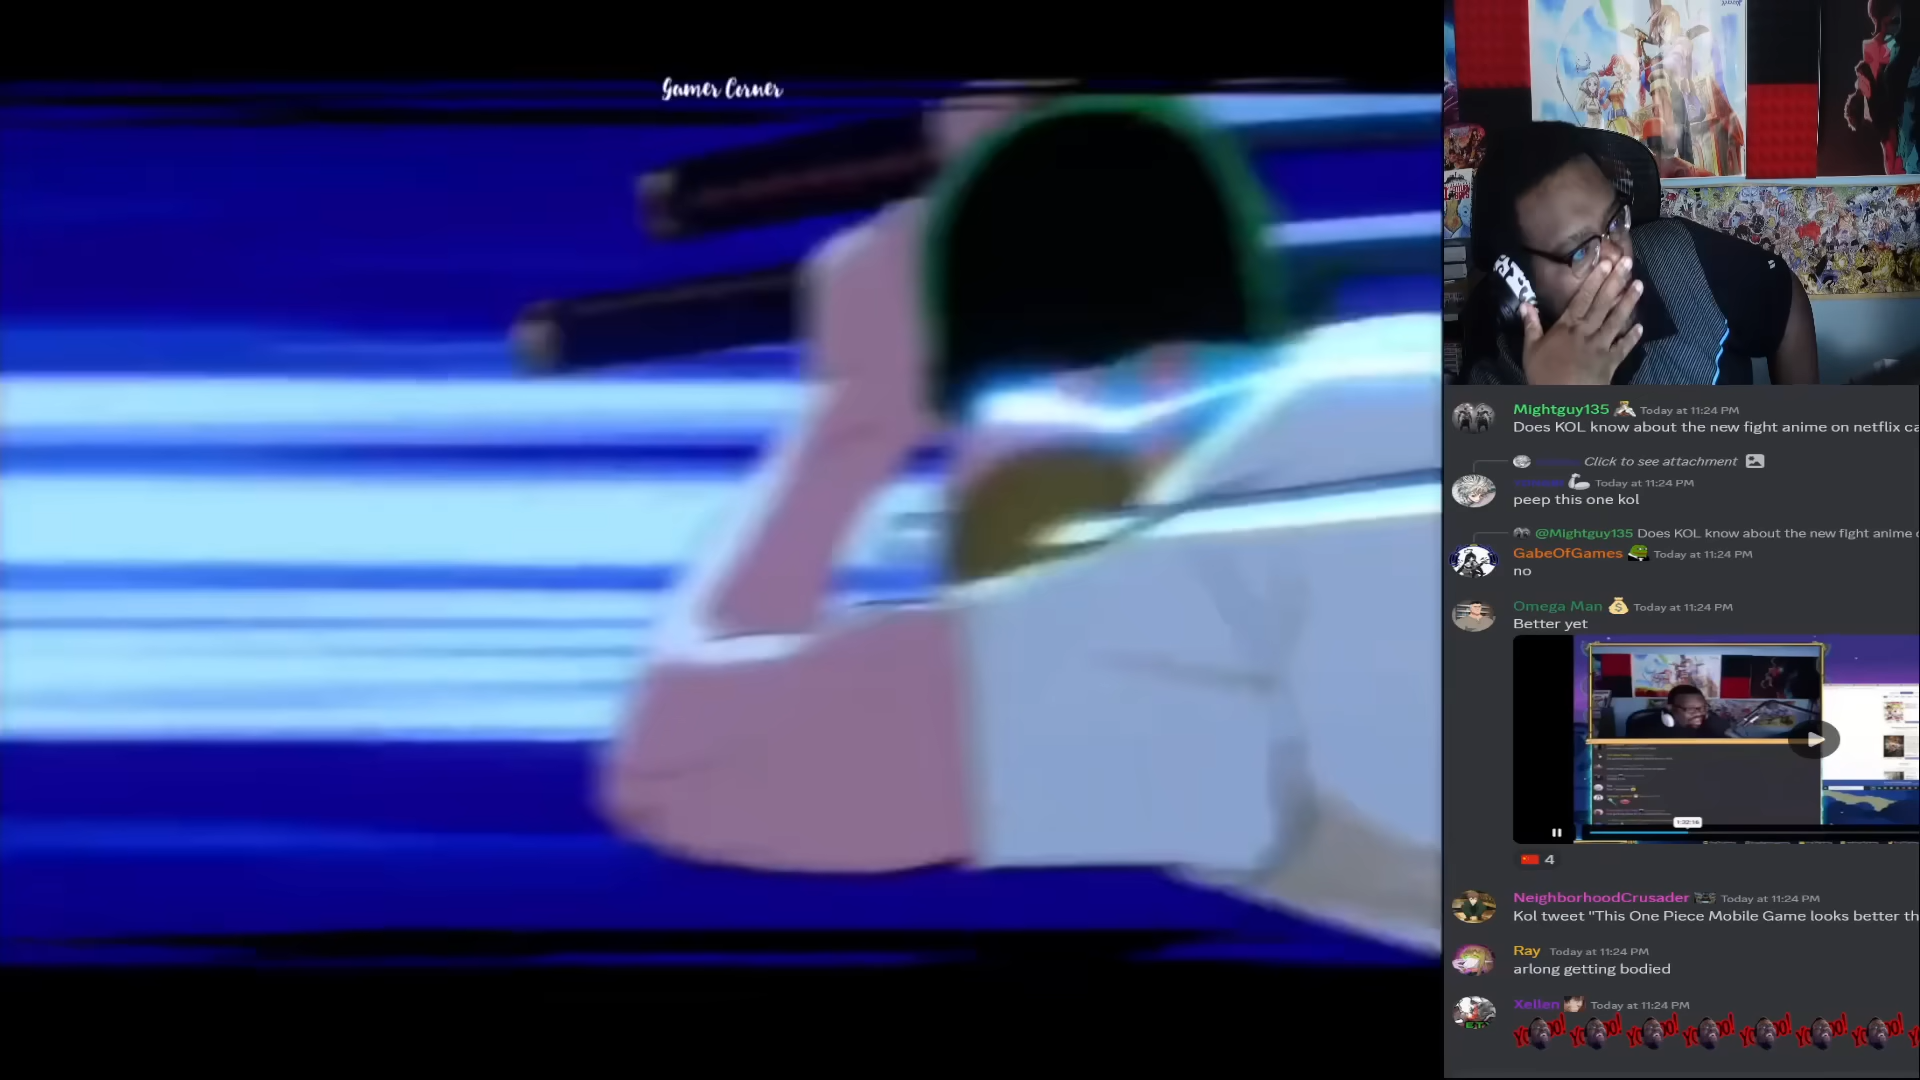 Gamer Corner
Mightguy135 Today at 11:24 PM
Does KOL know about the new fight anime on netflix ca
Click to see attachment
Today at 11:24 PM
peep this one kol
@Mightguy135 Does KOL know about the new fight anime
GabeOfGames Today at 11:24 PM
no
Omega Man Today at 11:24 PM
Better yet
1:32:16
4
NeighborhoodCrusader Today at 11:24 PM
Kol tweet "This One Piece Mobile Game looks better th
Ray Today at 11:24 PM
arlong getting bodied
Xellen Today at 11:24 PM